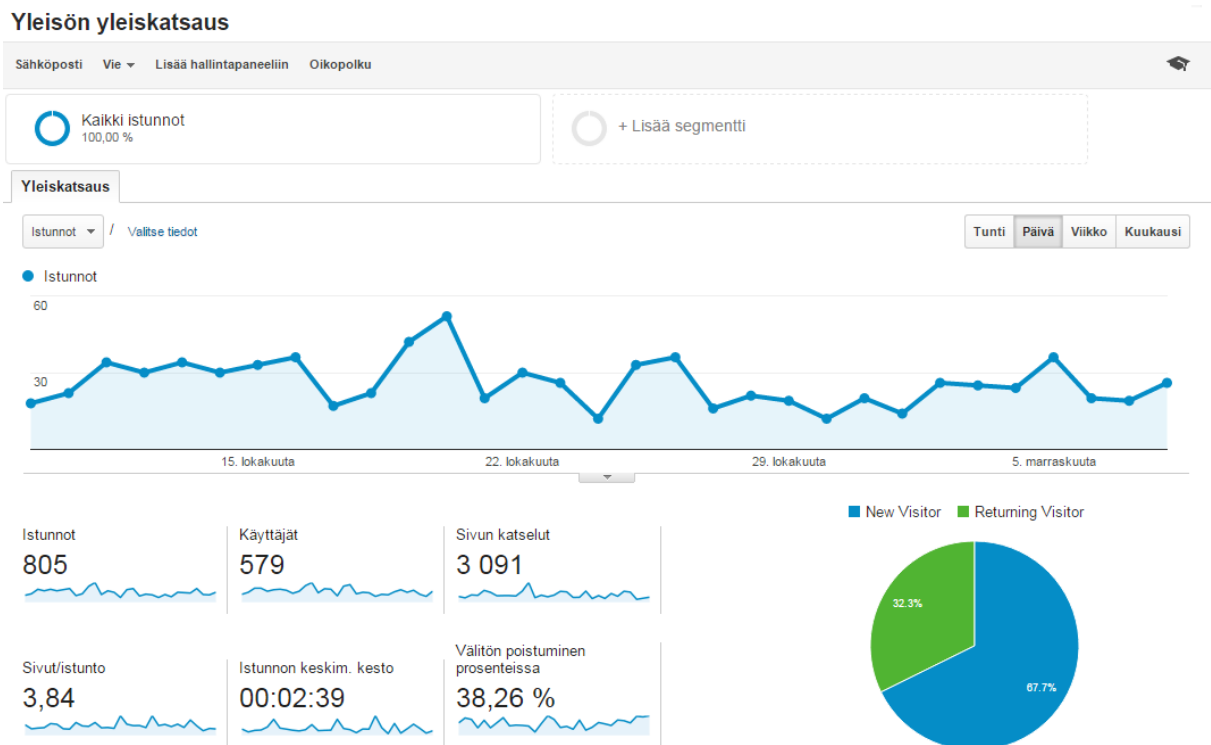 Yleisön yleiskatsaus
Sähköposti Vie Lisää hallintapaneeliin Oikopolku
Kaikki istunnot
100,00 %
+ Lisää segmentti
Yleiskatsaus
Istunnot / Valitse tiedot
Tunti Päivä Viikko Kuukausi
Istunnot
60
30
15. lokakuuta 22. lokakuuta 29. lokakuuta 5. marraskuuta
New Visitor Returning Visitor
Istunnot
805
Käyttäjät
579
Sivun katselut
3 091
Sivut/istunto
3,84
Istunnon keskim. kesto
00:02:39
Välitön poistuminen
prosenteissa
38,26 %
32.3%
67.7%